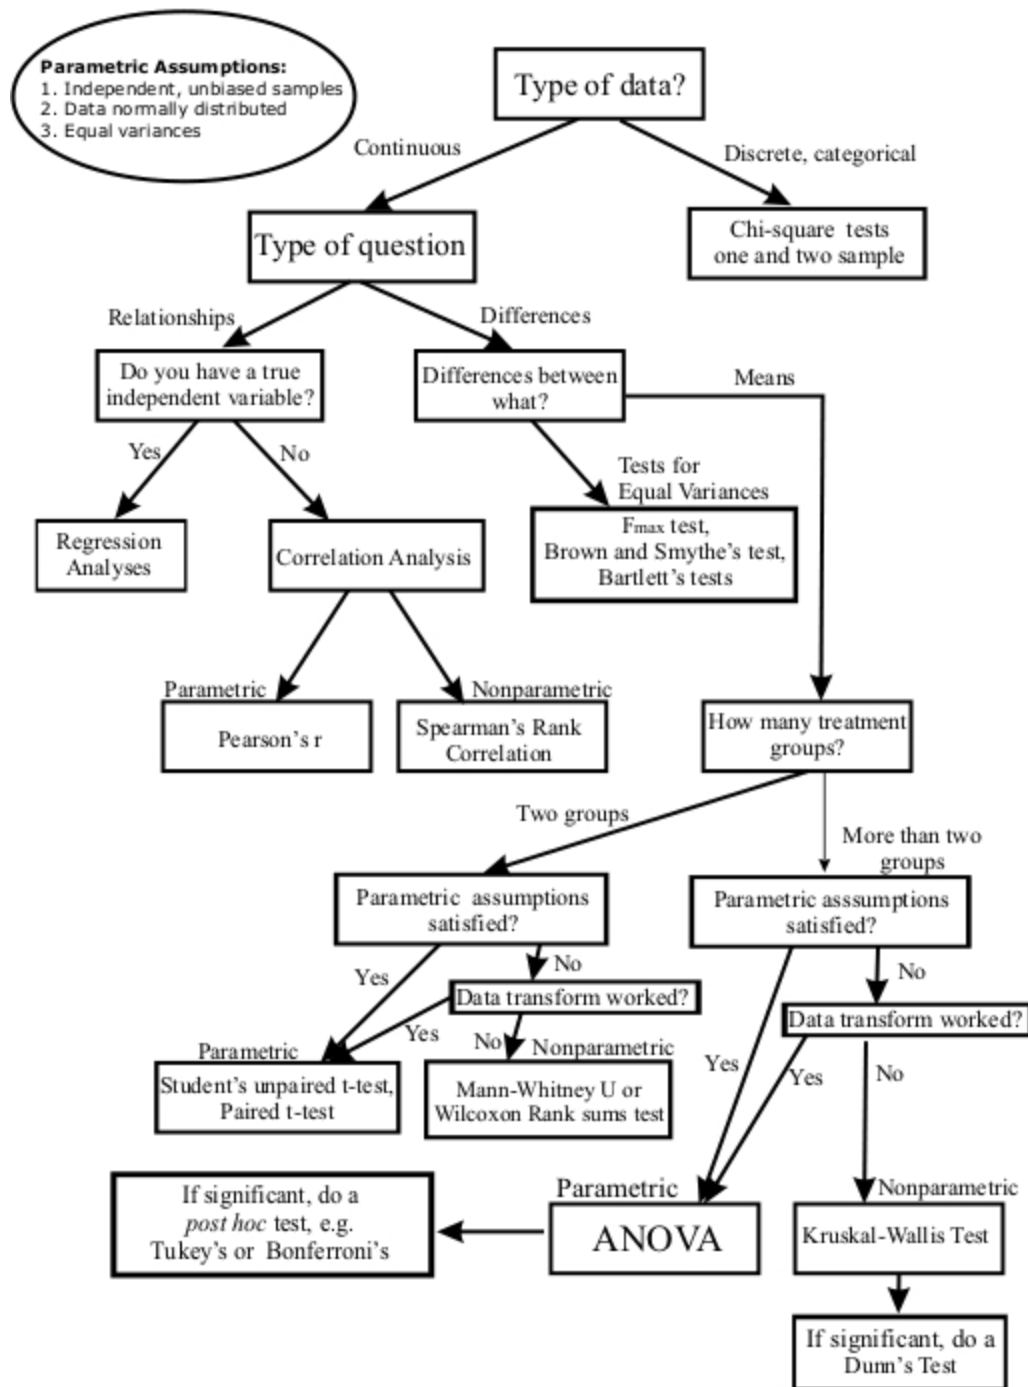 Parametric Assumptions:
1. Independent, unbiased samples
2. Data normally distributed
3. Equal variances
Type of data?
Continuous
Discrete, categorical
Type of question
Chi-square tests
one and two sample
Relationships
Differences
Do you have a true
independent variable?
Differences between
what?
Means
Yes
No
Tests for
Equal Variances
Regression
Analyses
Correlation Analysis
Fmax test,
Brown and Smythe's test,
Bartlett's tests
Parametric
Nonparametric
Pearson's r
Spearman's Rank
Correlation
How many treatment
groups?
Two groups
More than two
groups
Parametric assumptions
satisfied?
Parametric asssumptions
satisfied?
Yes
No
No
Data transform worked?
Data transform worked?
Yes
No
Nonparametric
Parametric
Student's unpaired t-test,
Paired t-test
Mann-Whitney U or
Wilcoxon Rank sums test
Yes
Yes
No
Parametric
Nonparametric
If significant, do a
post hoc test, e.g.
Tukey's or Bonferroni's
ANOVA
Kruskal-Wallis Test
If significant, do a
Dunn's Test